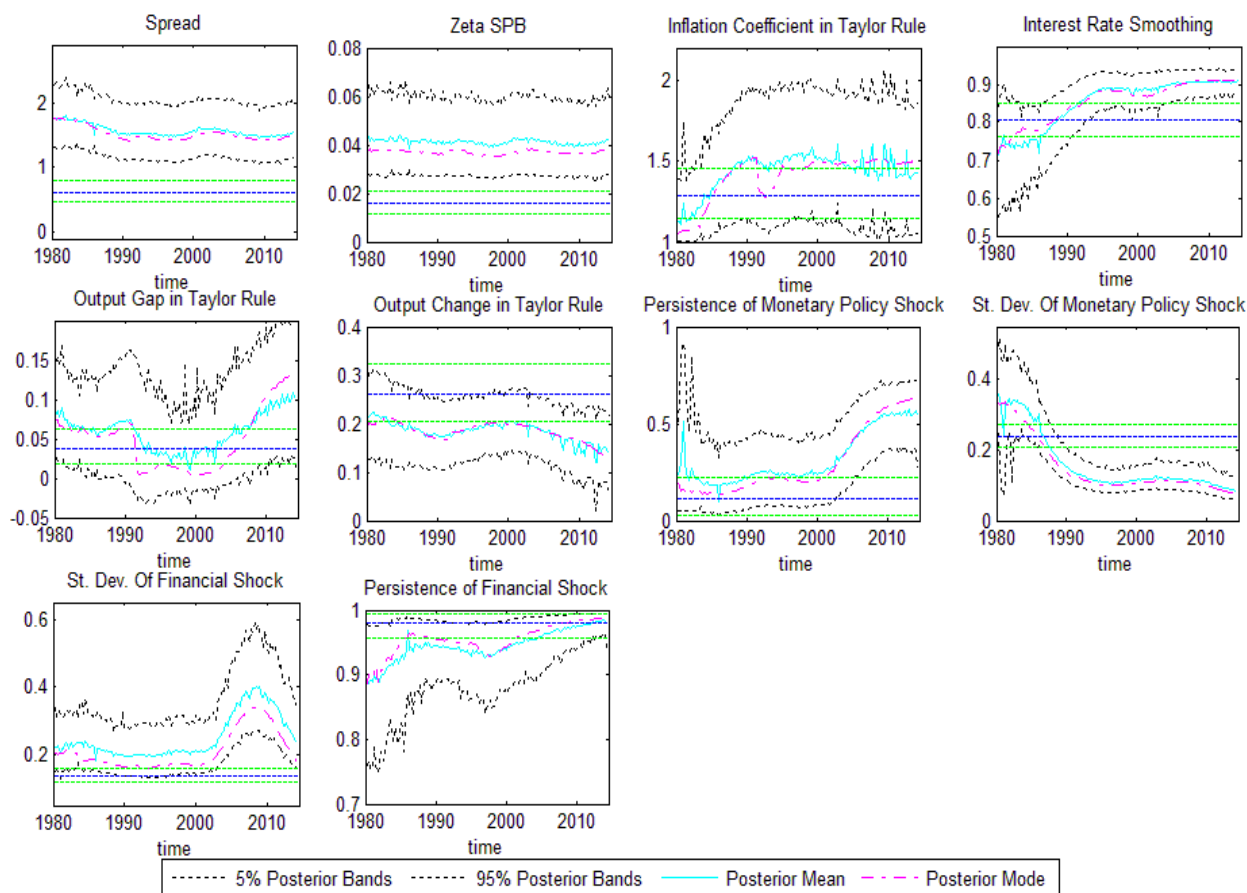 Spread
Zeta SPB
Inflation Coefficient in Taylor Rule
Interest Rate Smoothing
2
1
0
0.08
0.06
0.04
0.02
0
2
1.5
1
0.9
0.8
0.7
0.6
0.5
1980 1990 2000 2010
1980 1990 2000 2010
1980 1990 2000 2010
1980 1990 2000 2010
time
time
time
time
Output Gap in Taylor Rule
Output Change in Taylor Rule
Persistence of Monetary Policy Shock
St. Dev. Of Monetary Policy Shock
0.15
0.1
0.05
0
-0.05
0.4
0.3
0.2
0.1
0
1
0.5
0
0.4
0.2
0
1980 1990 2000 2010
1980 1990 2000 2010
1980 1990 2000 2010
1980 1990 2000 2010
time
time
time
time
St. Dev. Of Financial Shock
Persistence of Financial Shock
0.6
0.4
0.2
1
0.9
0.8
0.7
1980 1990 2000 2010
1980 1990 2000 2010
time
time
5% Posterior Bands 95% Posterior Bands Posterior Mean Posterior Mode